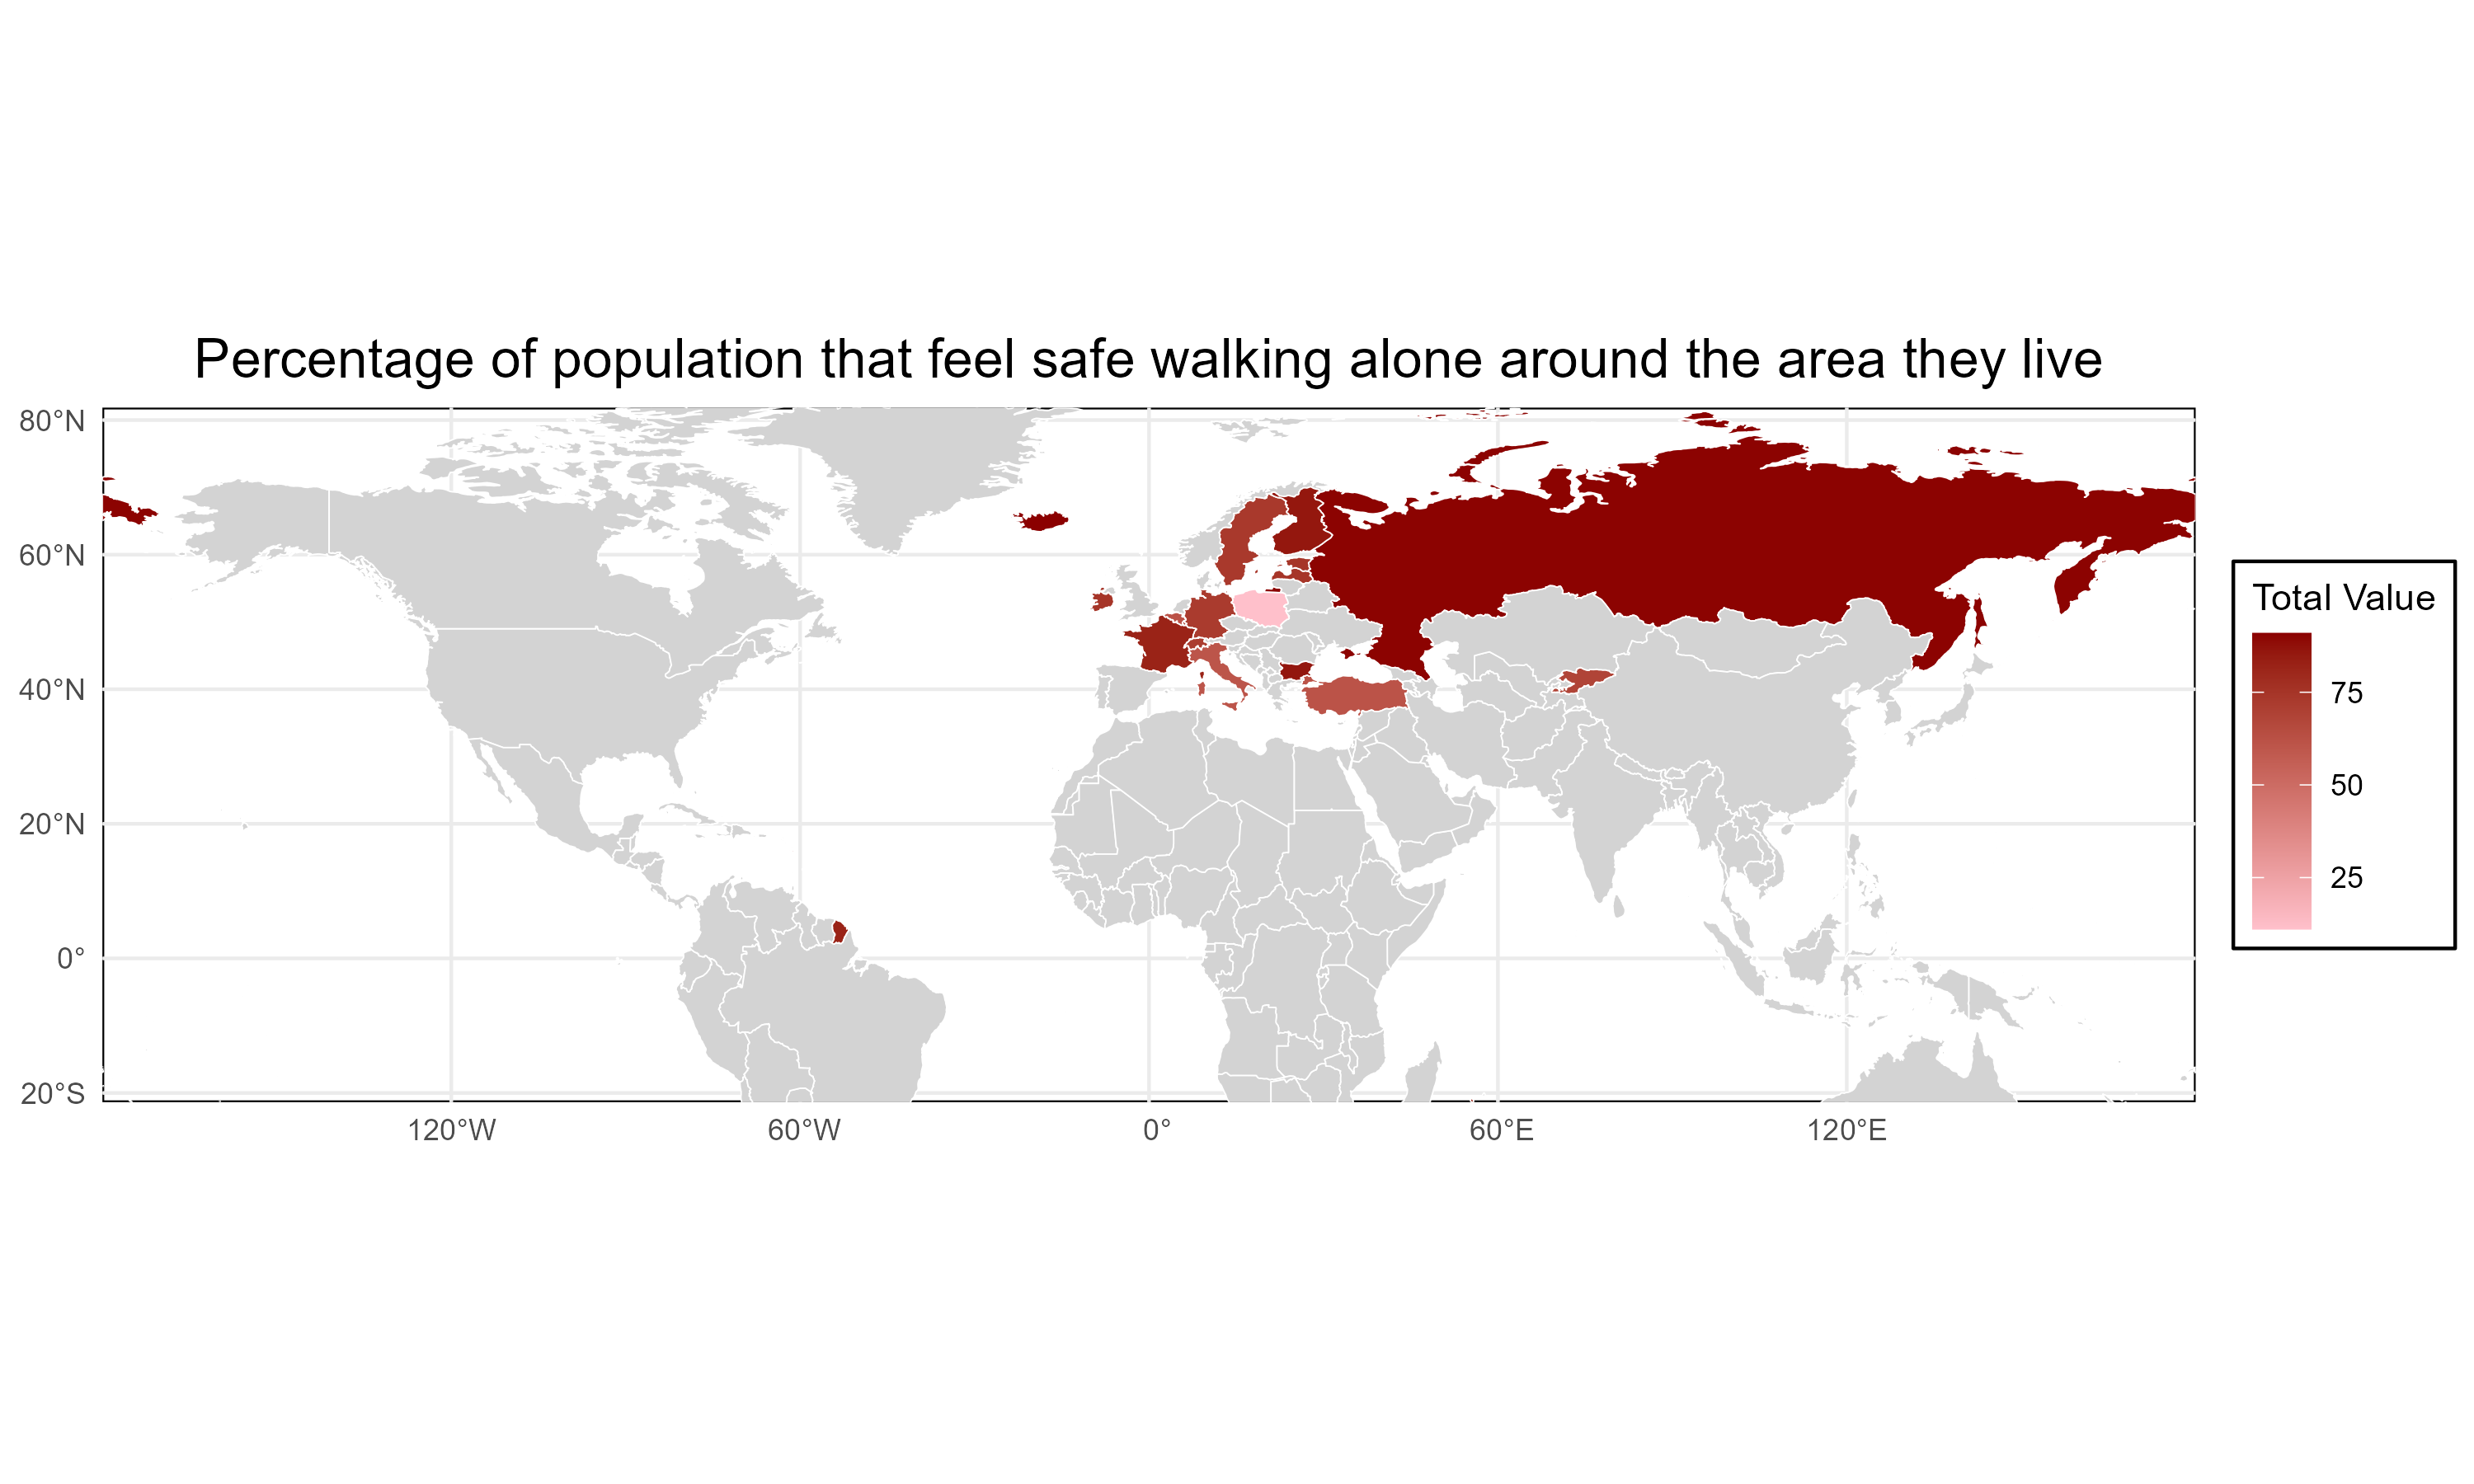 Percentage of population that feel safe walking alone around the area they live
80°N
60°N
40°N
20°N
0°
20°S
120°W
60°W
0°
60°E
120°E
Total Value
75
50
25